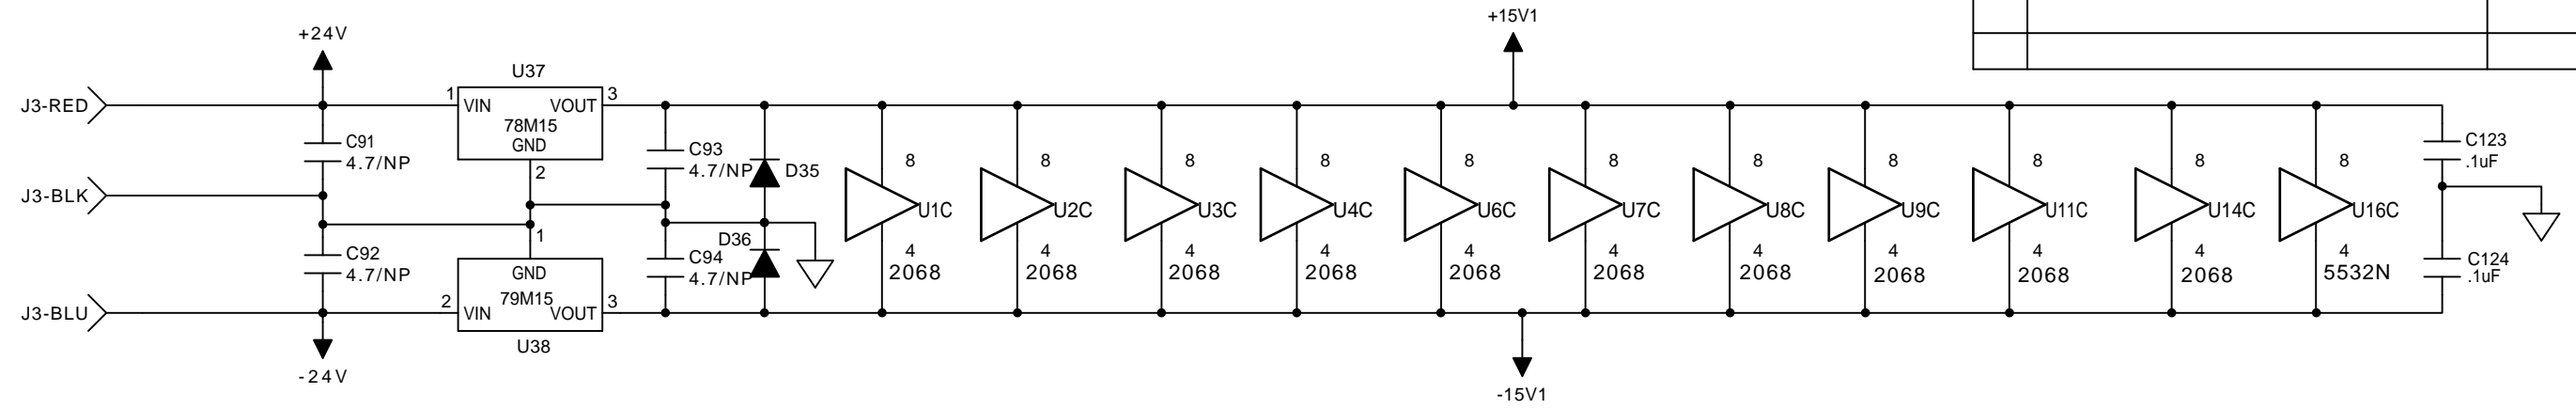 +24V
+15V1
U37
J3-RED
1
VIN
VOUT
3
78M15
GND
2
C91
4.7/NP
C93
4.7/NP
D35
8
8
8
8
8
8
8
8
8
8
8
C123
.1uF
J3-BLK
U1C
U2C
U3C
U4C
U6C
U7C
U8C
U9C
U11C
U14C
U16C
C92
4.7/NP
1
GND
79M15
D36
C94
4.7/NP
4
2068
4
2068
4
2068
4
2068
4
2068
4
2068
4
2068
4
2068
4
2068
4
2068
4
5532N
C124
.1uF
J3-BLU
2
VIN
VOUT
3
U38
-24V
-15V1